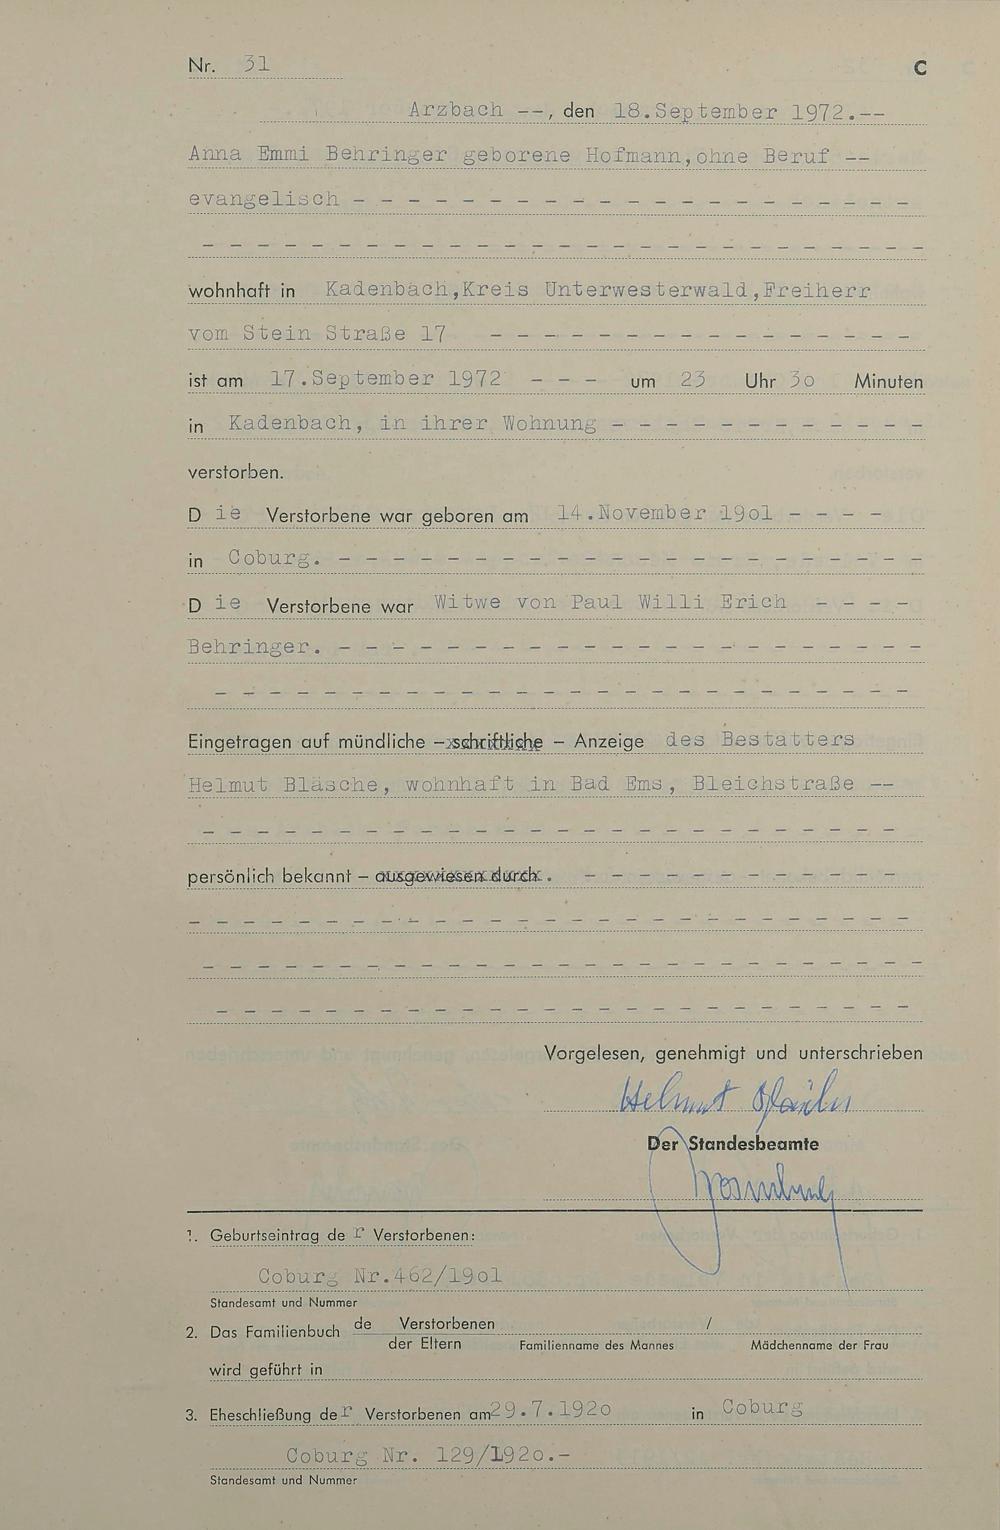 Nr. 31
C
Arzbach --, den 18.September 1972.--
Anna Emmi Behringer geborene Hofmann,ohne Beruf --
evangelisch - - - - - - - - - - - - - - - - - - - - -
- - - - - - - - - - - - - - - - - - - - - - - - - - -
wohnhaft in Kadenbach,Kreis Unterwesterwald,Freiherr
vom Stein Straße 17 - - - - - - - - - - - - - - - -
ist am 17.September 1972 - - - um 23 Uhr 3o Minuten
in Kadenbach, in ihrer Wohnung - - - - - - - - - - - -
verstorben.
D ie Verstorbene war geboren am 14.November 19o1 - - - -
in Coburg. - - - - - - - - - - - - - - - - - - - - - -
D ie Verstorbene war Witwe von Paul Willi Erich - - - -
Behringer. - - - - - - - - - - - - - - - - - - - - - -
- - - - - - - - - - - - - - - - - - - - - - - - - -
Eingetragen auf mündliche – schriftliche – Anzeige des Bestatters
Helmut Bläsche, wohnhaft in Bad Ems, Bleichstraße --
- - - - - - - - - - - - - - - - - - - - - - - - - -
persönlich bekannt – ausgewiesen durch. - - - - - - - - - - - -
- - - - - - - - - - - - - - - - - - - - - - - - - - -
- - - - - - - - - - - - - - - - - - - - - - - - - - -
- - - - - - - - - - - - - - - - - - - - - - - - - -
Vorgelesen, genehmigt und unterschrieben
Helmut
Der Standesbeamte
1. Geburtseintrag de r Verstorbenen:
Coburg Nr.462/19o1
Standesamt und Nummer
2. Das Familienbuch de Verstorbenen /
der Eltern Familienname des Mannes Mädchenname der Frau
wird geführt in
3. Eheschließung de r Verstorbenen am 29.7.192o in Coburg
Coburg Nr. 129/192o.-
Standesamt und Nummer